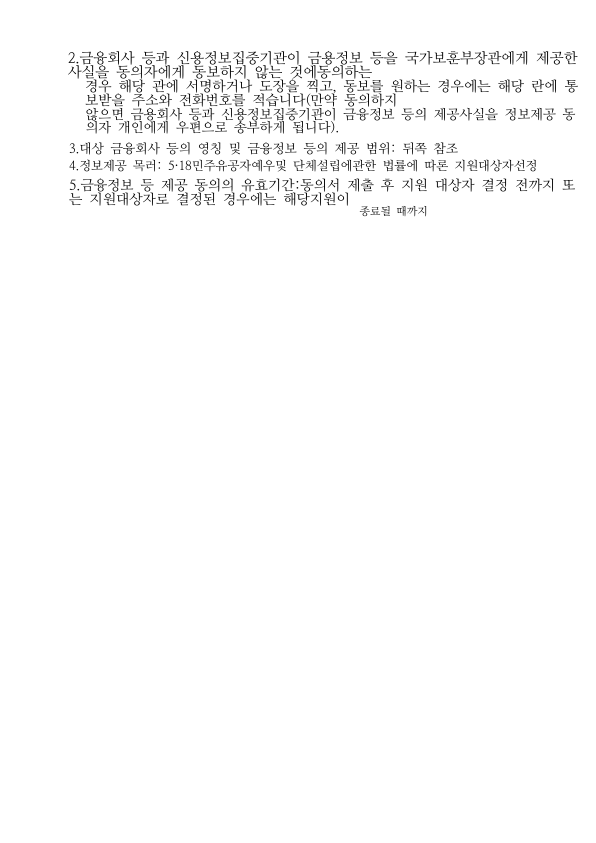 2.금융회사 등과 신용정보집중기관이 금융정보 등을 국가보훈부장관에게 제공한
사실을 동의자에게 동보하지 않는 것에동의하는
경우 해당 관에 서명하거나 도장을 찍고, 동보를 원하는 경우에는 해당 란에 통
보받을 주소와 전화번호를 적습니다(만약 동의하지
않으면 금융회사 등과 신용정보집중기관이 금융정보 등의 제공사실을 정보제공 동
의자 개인에게 우편으로 송부하게 됩니다).
3.대상 금융회사 등의 영칭 및 금융정보 등의 제공 범위: 뒤쪽 참조
4.정보제공 목러: 5·18민주유공자예우및 단체설립에관한 법률에 따론 지원대상자선정
5.금융정보 등 제공 동의의 유효기간:동의서 제출 후 지원 대상자 결정 전까지 또
는 지원대상자로 결정된 경우에는 해당지원이
종료될 때까지